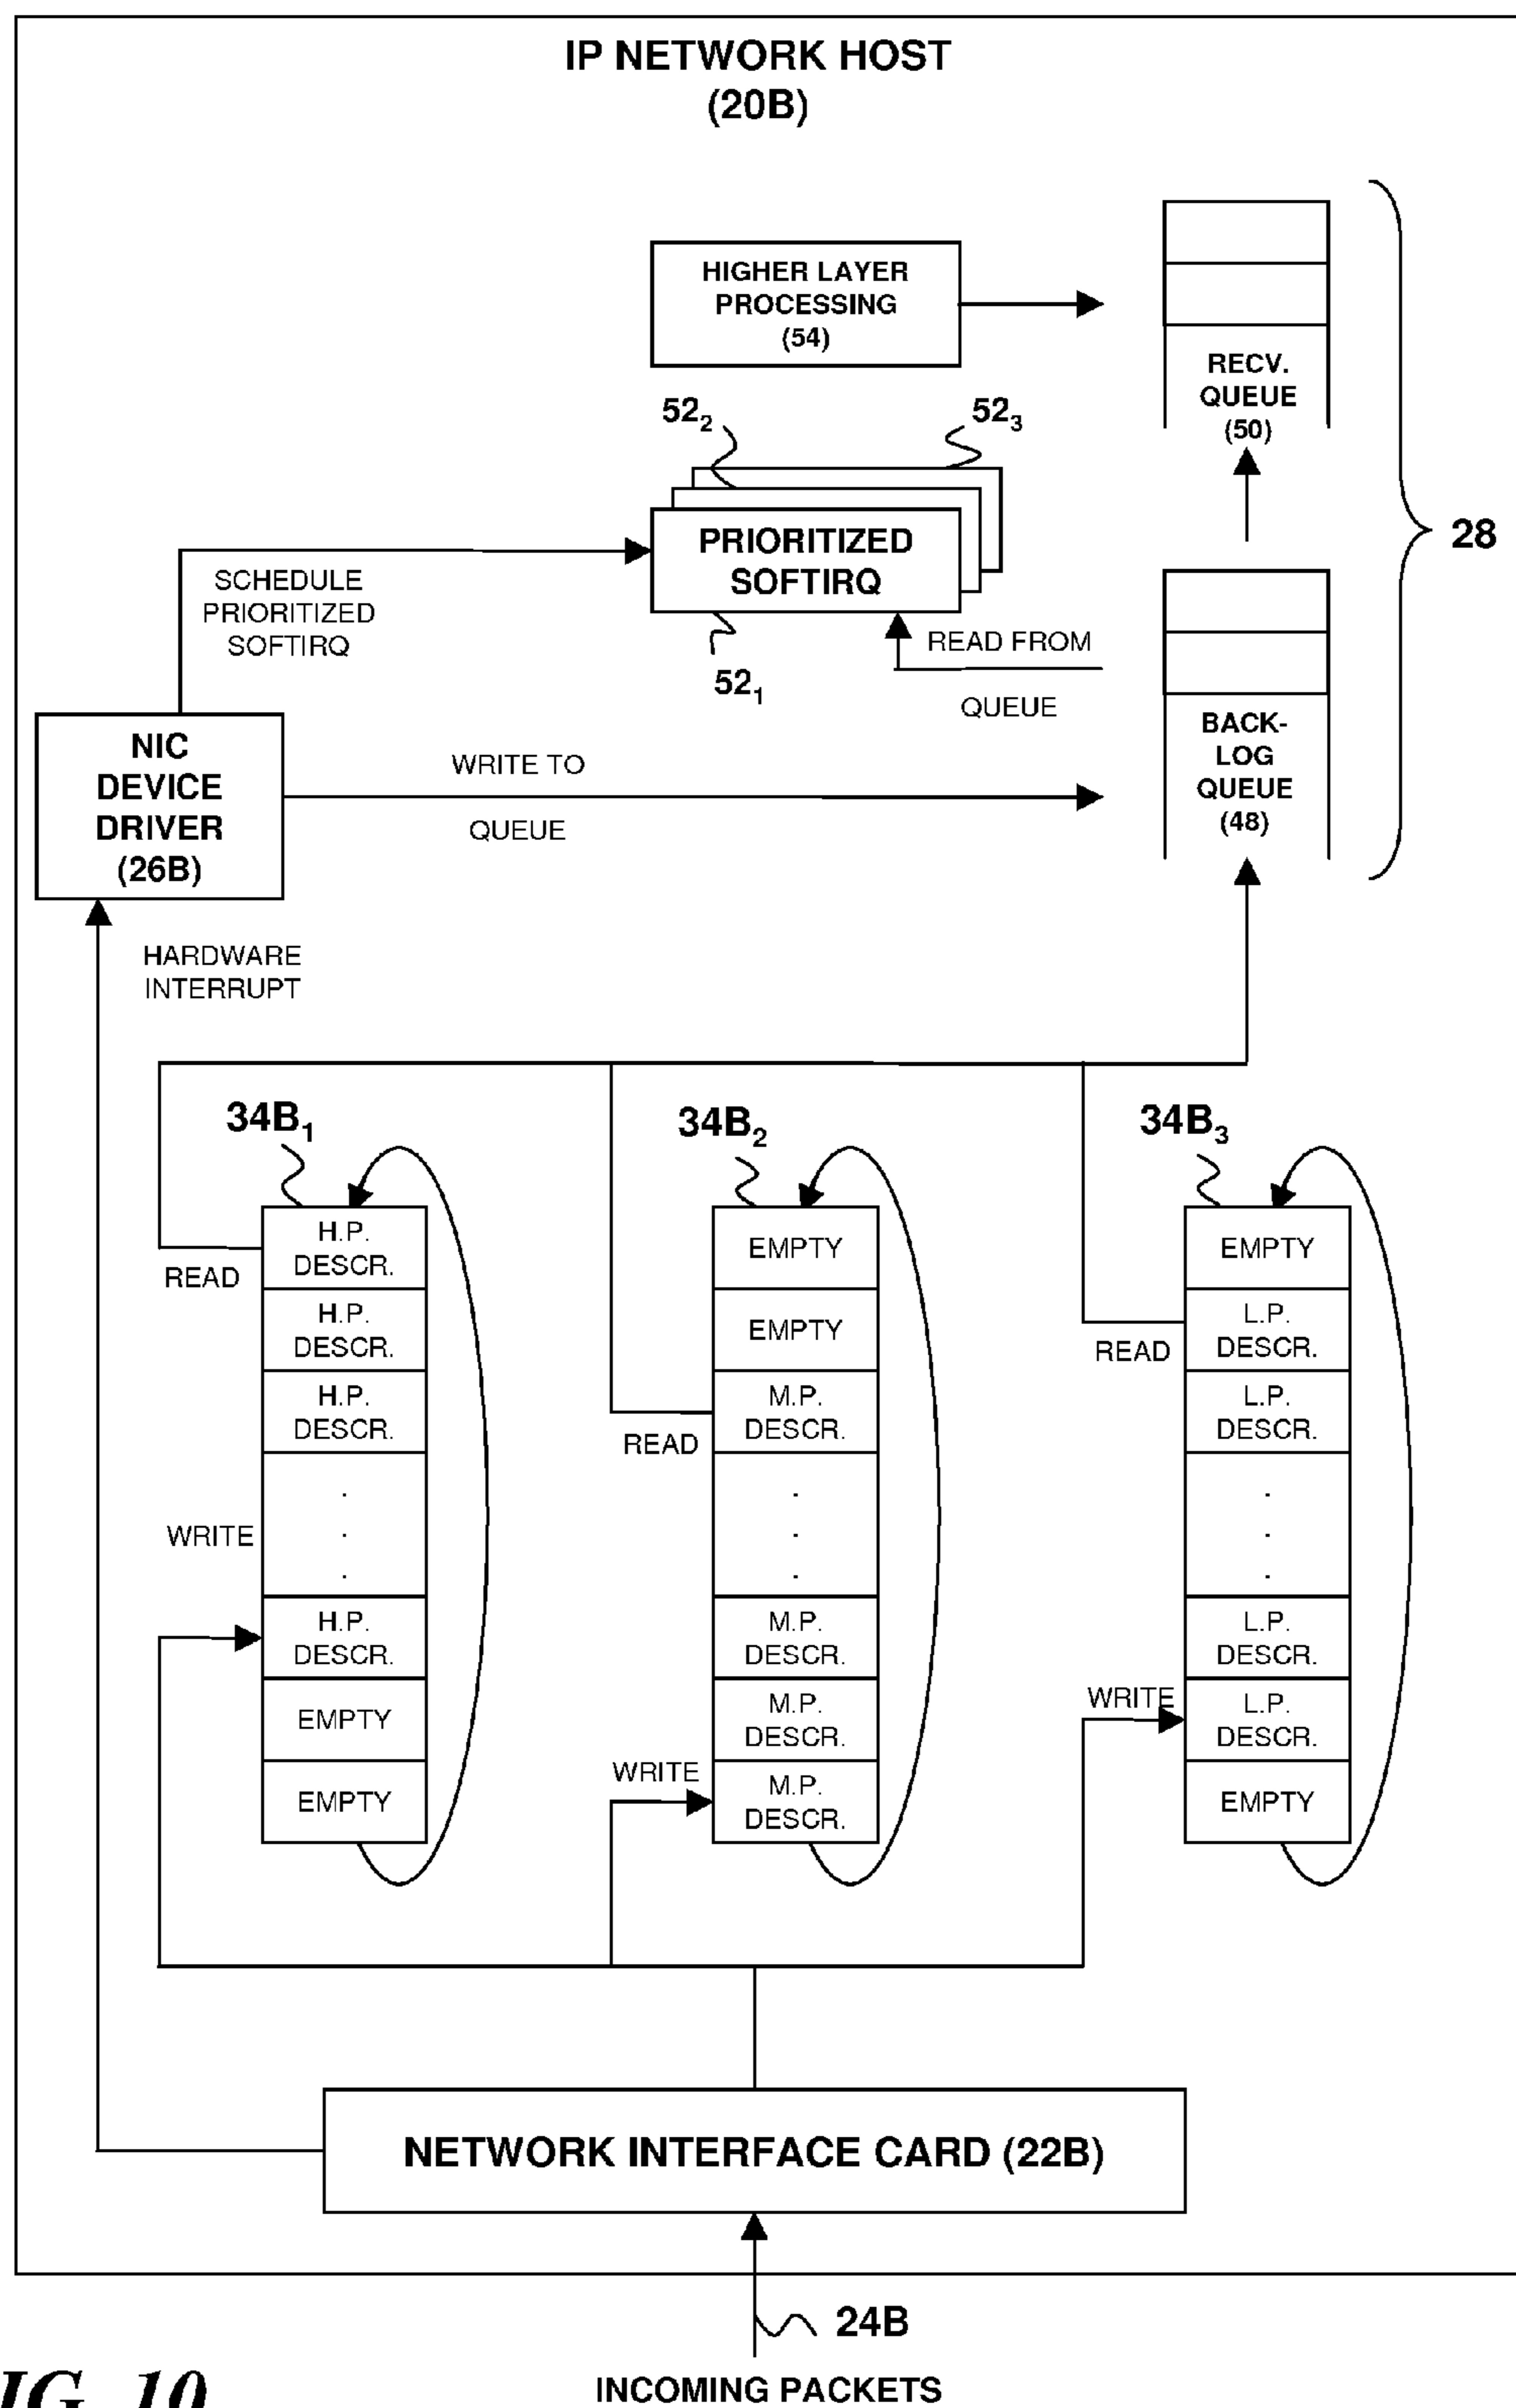 IP NETWORK HOST
(20B)
HIGHER LAYER
PROCESSING
(54)
RECV.
QUEUE
(50)
52₂
52₃
28
PRIORITIZED
SOFTIRQ
SCHEDULE
PRIORITIZED
SOFTIRQ
52₁
READ FROM
QUEUE
BACK-
LOG
QUEUE
(48)
NIC
DEVICE
DRIVER
(26B)
WRITE TO
QUEUE
HARDWARE
INTERRUPT
34B₁
READ
H.P.
DESCR.
H.P.
DESCR.
H.P.
DESCR.
.
.
.
WRITE
H.P.
DESCR.
EMPTY
EMPTY
34B₂
EMPTY
EMPTY
READ
M.P.
DESCR.
.
.
.
M.P.
DESCR.
M.P.
DESCR.
WRITE
M.P.
DESCR.
34B₃
EMPTY
READ
L.P.
DESCR.
L.P.
DESCR.
.
.
.
L.P.
DESCR.
WRITE
L.P.
DESCR.
EMPTY
NETWORK INTERFACE CARD (22B)
24B
INCOMING PACKETS
IG. 10